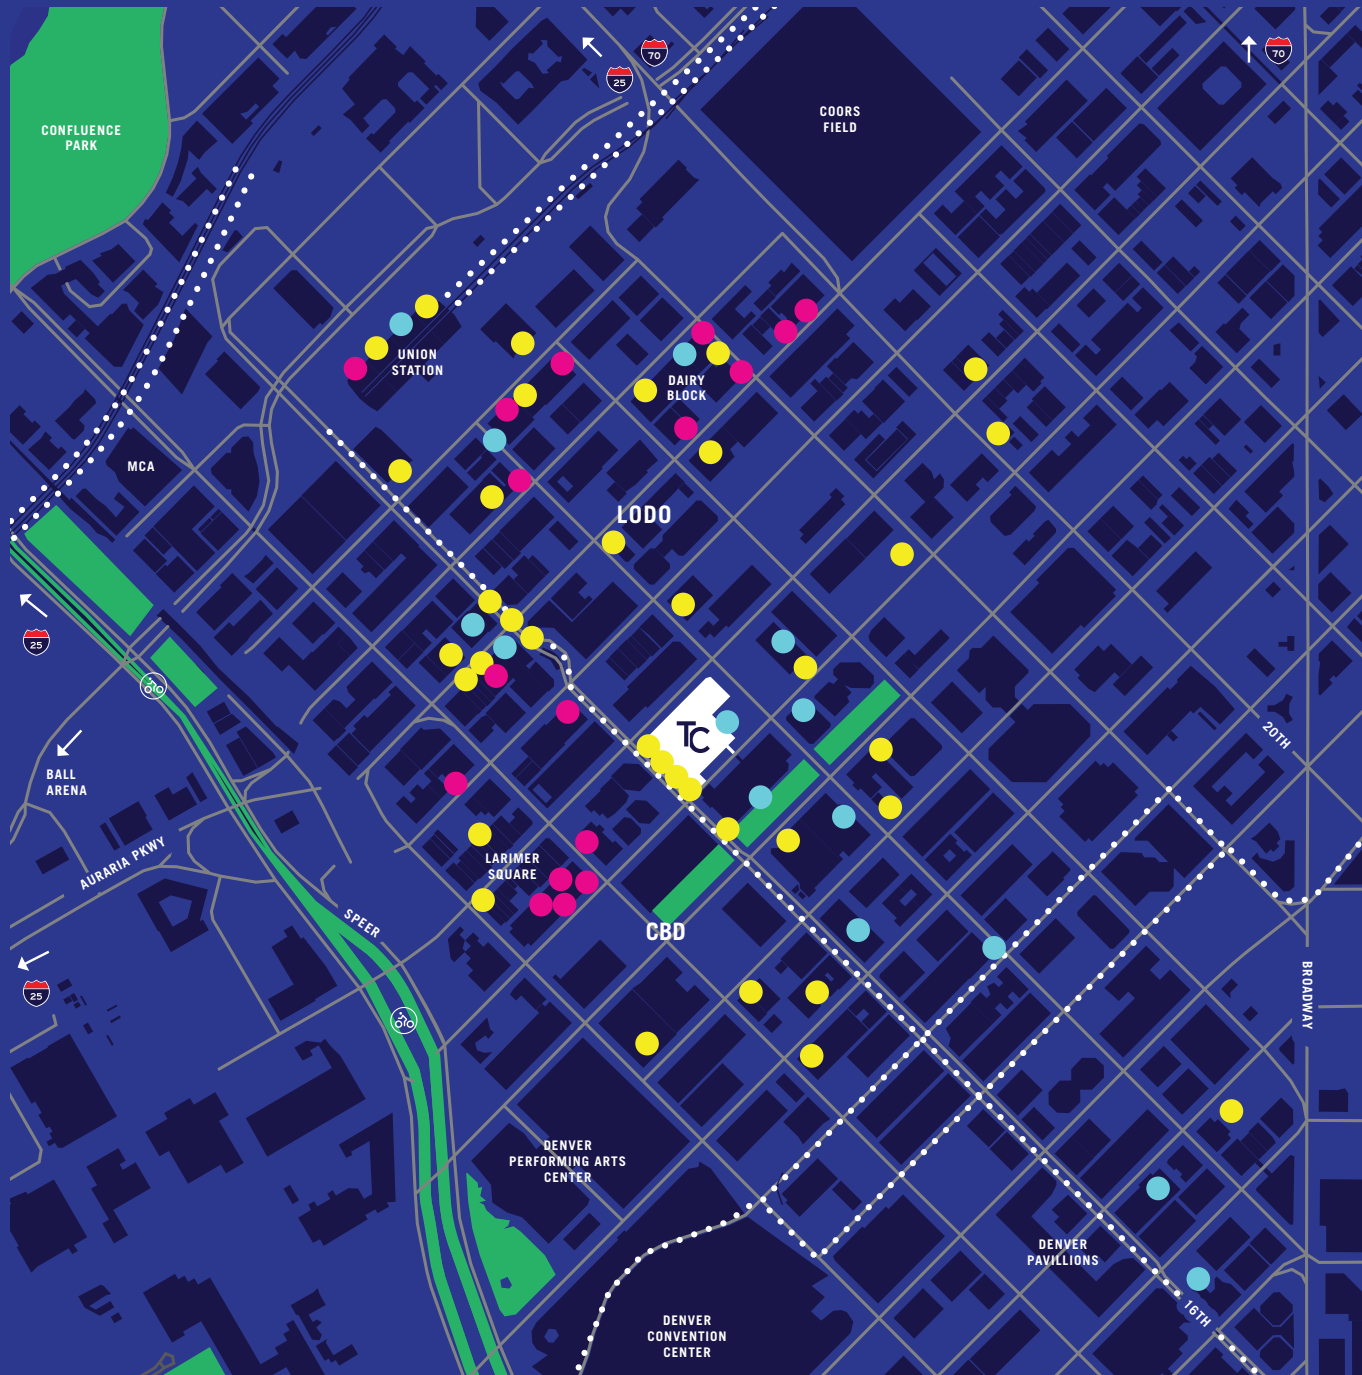 70
25
70
COORS
FIELD
CONFLUENCE
PARK
UNION
STATION
DAIRY
BLOCK
MCA
LODO
25
TC
20TH
BALL
ARENA
AURARIA PKWY
LARIMER
SQUARE
SPEER
CBD
25
BROADWAY
DENVER
PERFORMING ARTS
CENTER
DENVER
PAVILLIONS
16TH
DENVER
CONVENTION
CENTER